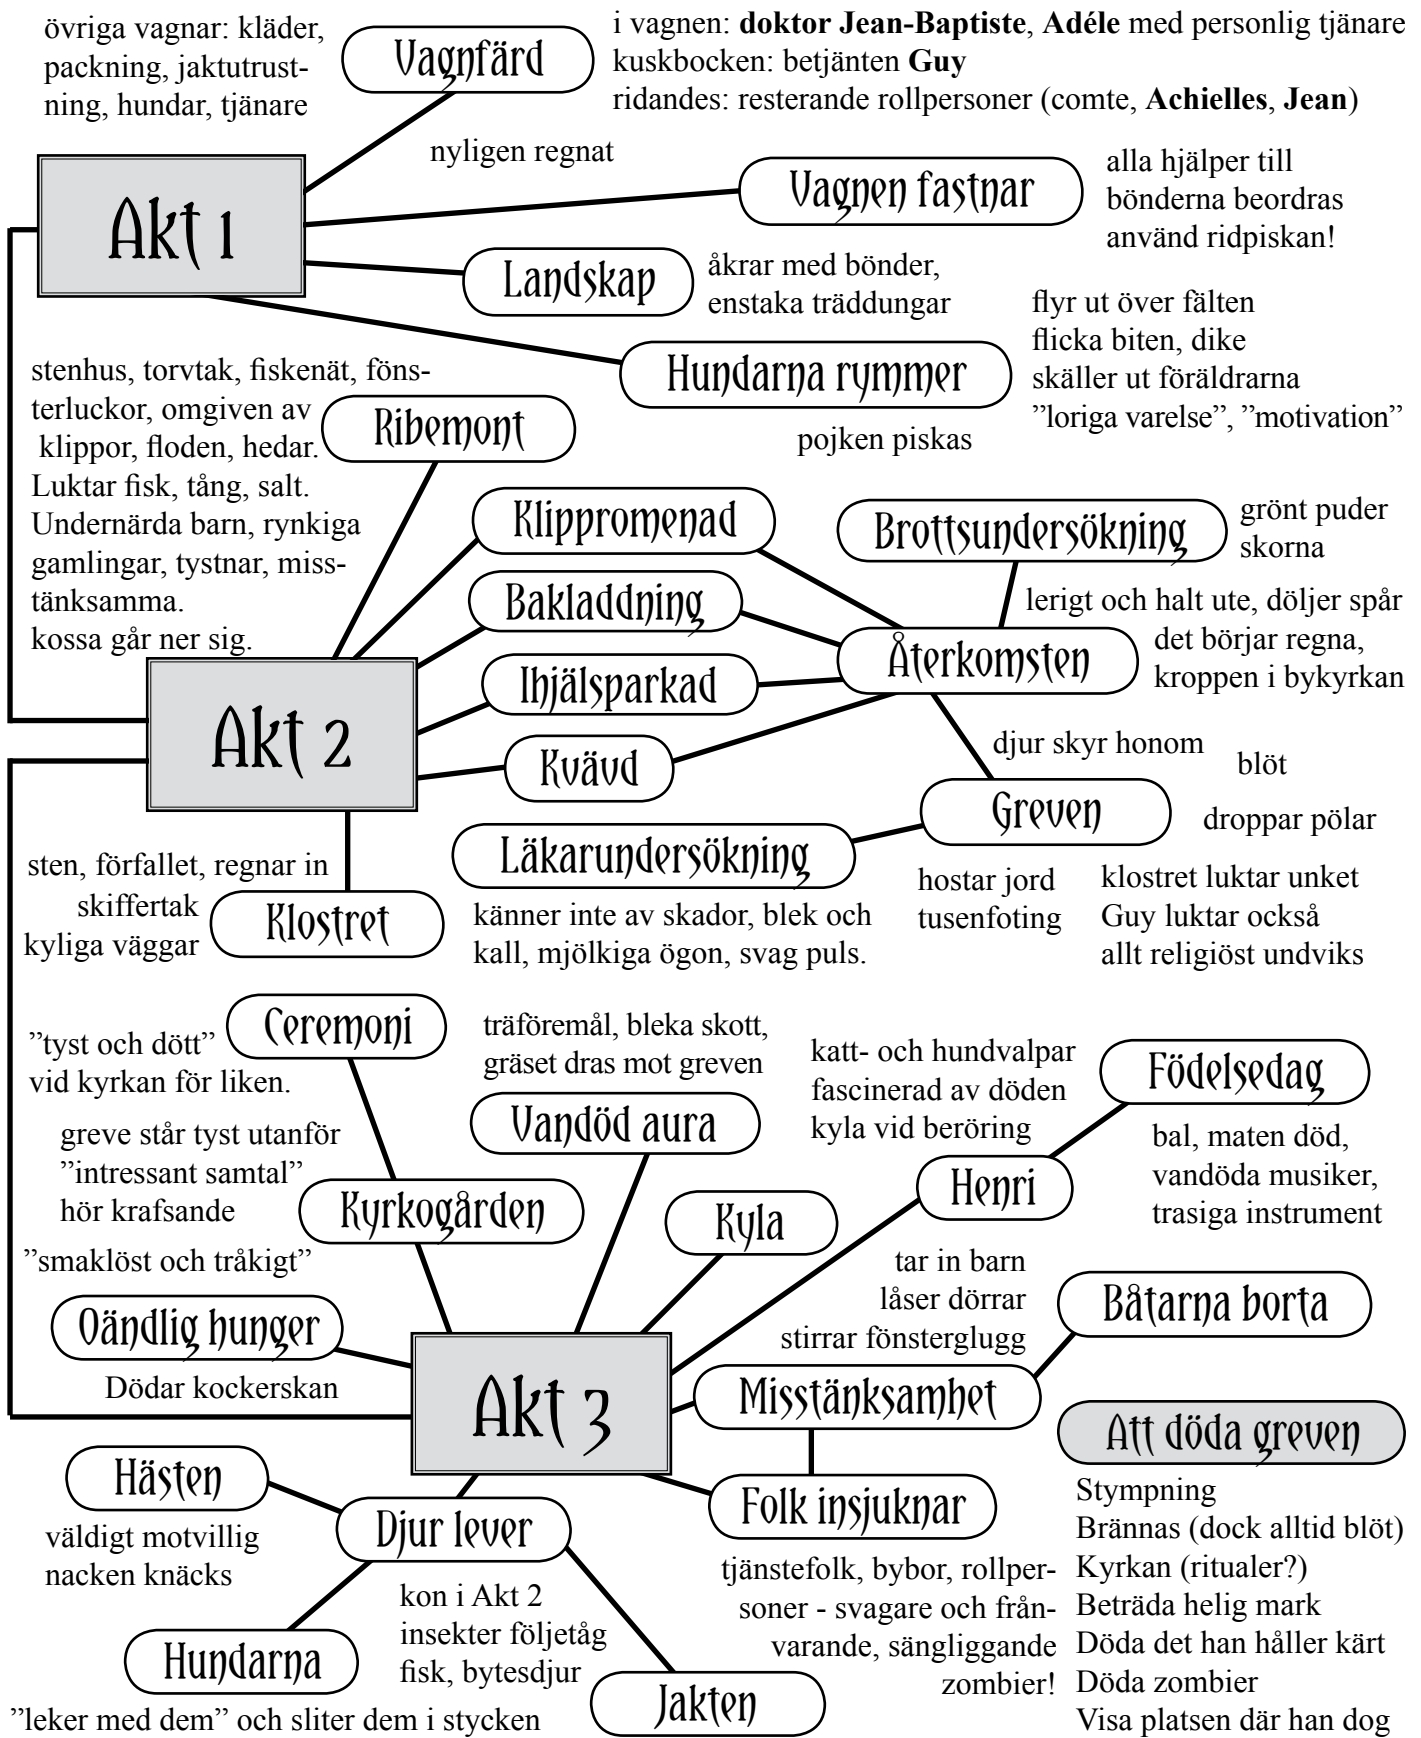 övriga vagnar: kläder,
packning, jaktutrust-
ning, hundar, tjänare
Vagnfärd
i vagnen: doktor Jean-Baptiste, Adéle med personlig tjänare
kuskbocken: betjänten Guy
ridandes: resterande rollpersoner (comte, Achielles, Jean)
nyligen regnat
Akt 1
Vagnen fastnar
alla hjälper till
bönderna beordras
använd ridpiskan!
Landskap
åkrar med bönder,
enstaka träddungar
Hundarna rymmer
flyr ut över fälten
flicka biten, dike
skäller ut föräldrarna
”loriga varelse”, ”motivation”
pojken piskas
stenhus, torvtak, fiskenät, föns-
terluckor, omgiven av
klippor, floden, hedar.
Luktar fisk, tång, salt.
Undernärda barn, rynkiga
gamlingar, tystnar, miss-
tänksamma.
kossa går ner sig.
Ribemont
Klippromenad
Brottsundersökning
grönt puder
skorna
Bakladdning
lerigt och halt ute, döljer spår
det börjar regna,
kroppen i bykyrkan
Återkomsten
Ihjälsparkad
Akt 2
Kvävd
djur skyr honom
blöt
Greven
droppar pölar
Läkarundersökning
känner inte av skador, blek och
kall, mjölkiga ögon, svag puls.
hostar jord
tusenfoting
klostret luktar unket
Guy luktar också
allt religiöst undviks
sten, förfallet, regnar in
skiffertak
kyliga väggar
Klostret
Ceremoni
”tyst och dött”
vid kyrkan för liken.
träföremål, bleka skott,
gräset dras mot greven
Vandöd aura
katt- och hundvalpar
fascinerad av döden
kyla vid beröring
Födelsedag
bal, maten död,
vandöda musiker,
trasiga instrument
Henri
greve står tyst utanför
”intressant samtal”
hör krafsande
Kyrkogården
Kyla
”smaklöst och tråkigt”
Oändlig hunger
Dödar kockerskan
tar in barn
låser dörrar
stirrar fönsterglugg
Båtarna borta
Akt 3
Misstänksamhet
Att döda greven
Stympning
Brännas (dock alltid blöt)
Kyrkan (ritualer?)
Beträda helig mark
Döda det han håller kärt
Döda zombier
Visa platsen där han dog
Hästen
väldigt motvillig
nacken knäcks
Djur lever
Folk insjuknar
tjänstefolk, bybor, rollper-
soner - svagare och från-
varande, sängliggande
zombier!
kon i Akt 2
insekter följetåg
fisk, bytesdjur
Hundarna
Jakten
”leker med dem” och sliter dem i stycken